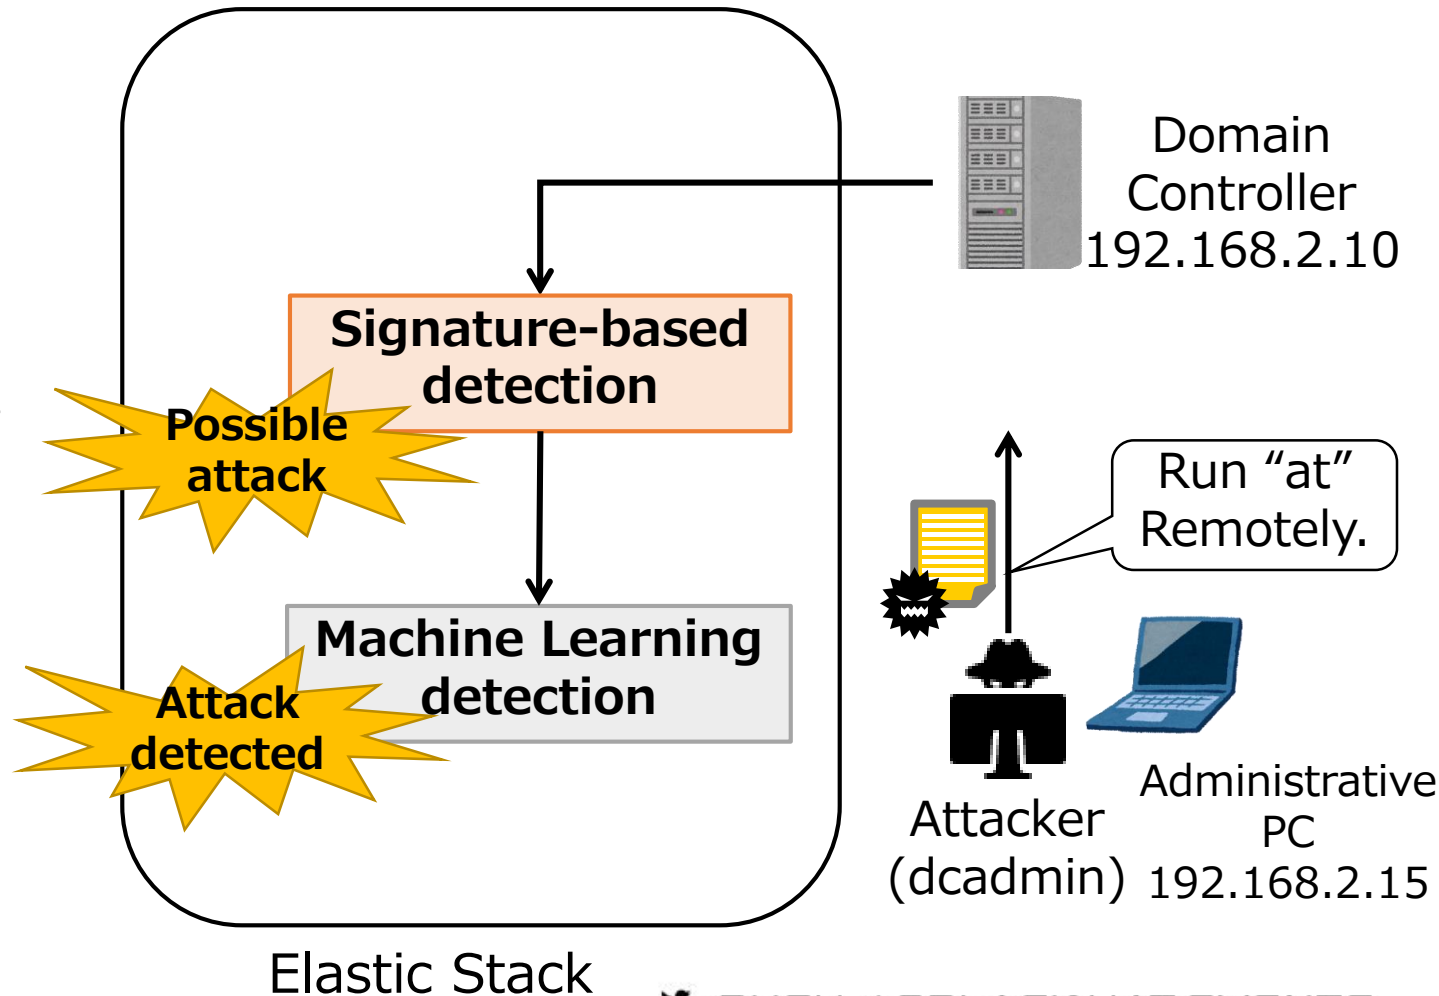 Domain
Controller
192.168.2.10
Signature-based
detection
Possible
attack
Run “at”
Remotely.
Machine Learning
detection
Attack
detected
Attacker
(dcadmin)
Administrative
PC
192.168.2.15
Elastic Stack